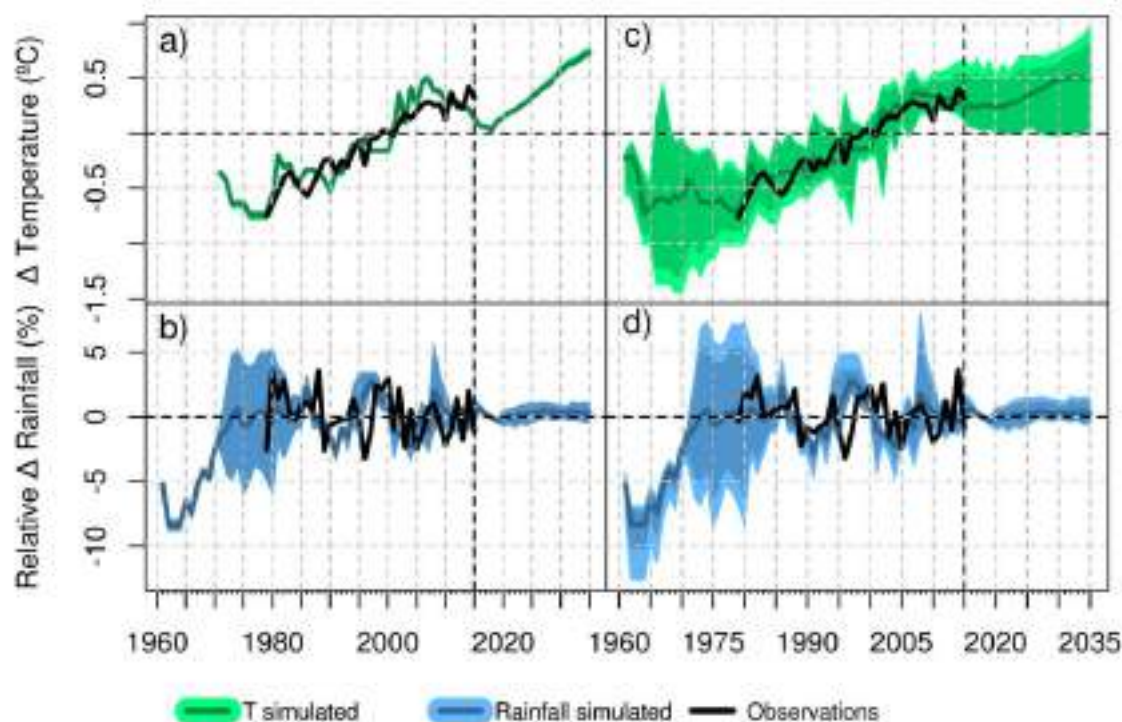 Δ Temperature (ºC)
0.5
-0.5
-1.5
a)
c)
Relative Δ Rainfall (%)
5
0
-5
-10
b)
d)
1960 1980 2000 2020 1960 1975 1990 2005 2020 2035
T simulated Rainfall simulated Observations